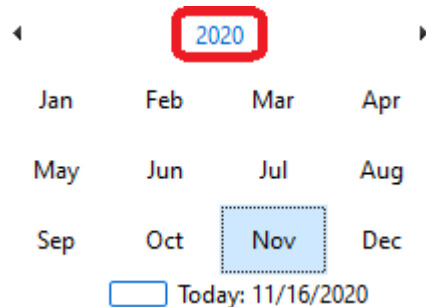 2020
Jan Feb Mar Apr
May Jun Jul Aug
Sep Oct Nov Dec
Today: 11/16/2020